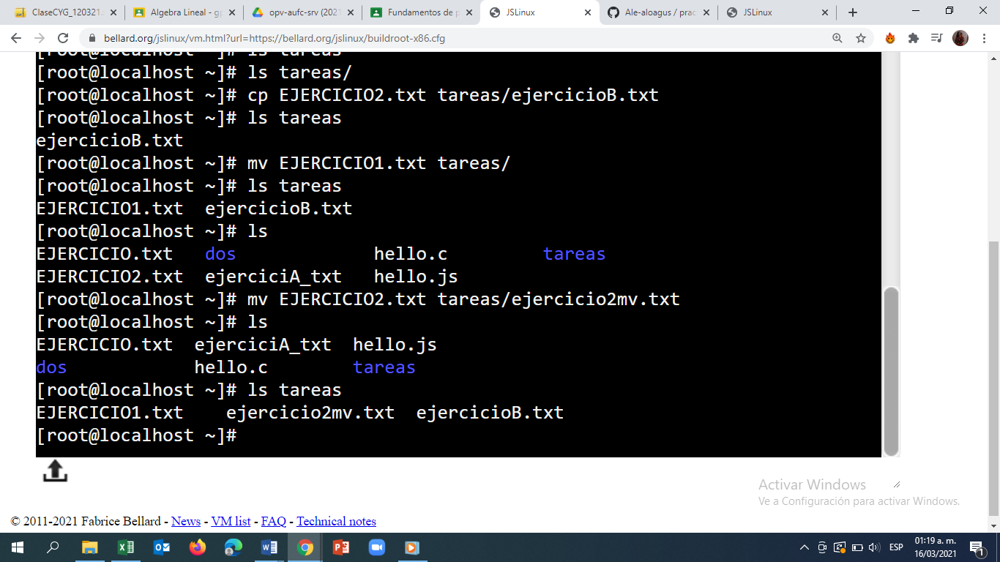 ClaseCYG_120321.
Algebra Lineal - gp
opv-aufc-srv (2021
Fundamentos de p
JSLinux
Ale-aloagus / prac
JSLinux
bellard.org/jslinux/vm.html?url=https://bellard.org/jslinux/buildroot-x86.cfg
[root@localhost ~]# ls tareas
[root@localhost ~]# ls tareas/
[root@localhost ~]# cp EJERCICIO2.txt tareas/ejercicioB.txt
[root@localhost ~]# ls tareas
ejercicioB.txt
[root@localhost ~]# mv EJERCICIO1.txt tareas/
[root@localhost ~]# ls tareas
EJERCICIO1.txt  ejercicioB.txt
[root@localhost ~]# ls
EJERCICIO.txt   dos             hello.c         tareas
EJERCICIO2.txt  ejerciciA_txt   hello.js
[root@localhost ~]# mv EJERCICIO2.txt tareas/ejercicio2mv.txt
[root@localhost ~]# ls
EJERCICIO.txt  ejerciciA_txt  hello.js
dos            hello.c        tareas
[root@localhost ~]# ls tareas
EJERCICIO1.txt    ejercicio2mv.txt  ejercicioB.txt
[root@localhost ~]#
Activar Windows
Ve a Configuración para activar Windows.
© 2011-2021 Fabrice Bellard - News - VM list - FAQ - Technical notes
ESP
01:19 a. m.
16/03/2021
1